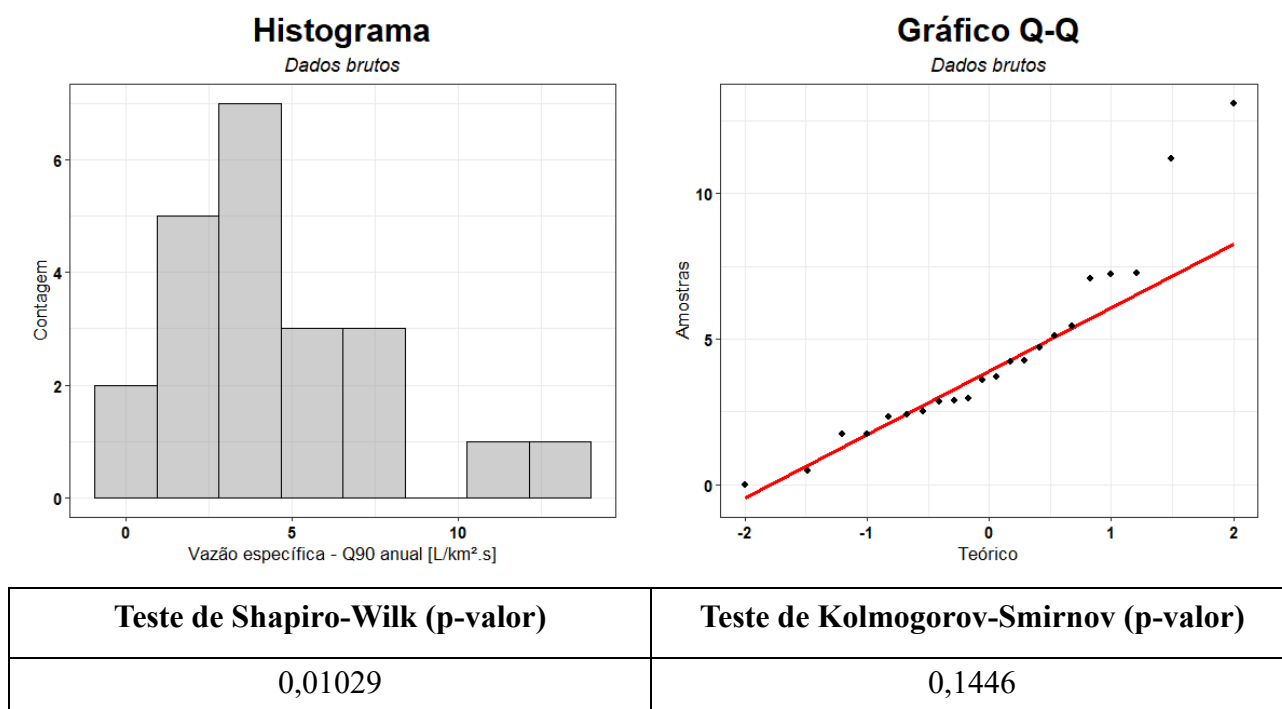 Histograma
Dados brutos
Contagem
6
4
2
0
0
5
10
Vazão específica - Q90 anual [L/km².s]
Gráfico Q-Q
Dados brutos
Amostras
10
5
0
-2
-1
0
1
2
Teórico
Teste de Shapiro-Wilk (p-valor)
Teste de Kolmogorov-Smirnov (p-valor)
0,01029
0,1446